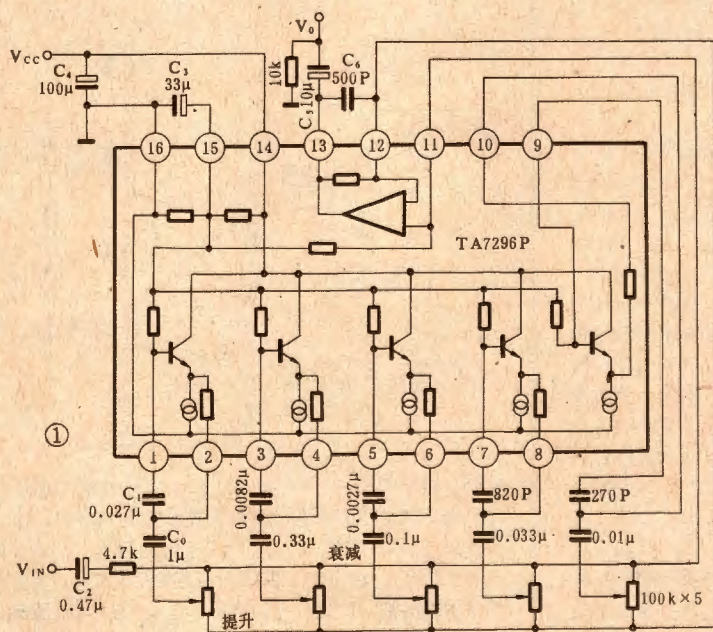 V₀
V_CC
C₄
100μ
C₃
33μ
10k
C₅ 10μ
C₆
500P
16
15
14
13
12
11
10
9
TA7296P
①
1
2
3
4
5
6
7
8
C₁
0.027μ
0.0082μ
0.0027μ
820P
270P
C₀
1μ
0.33μ
0.1μ
0.033μ
0.01μ
衰减
V_IN
C₂
0.47μ
4.7k
提升
100k×5